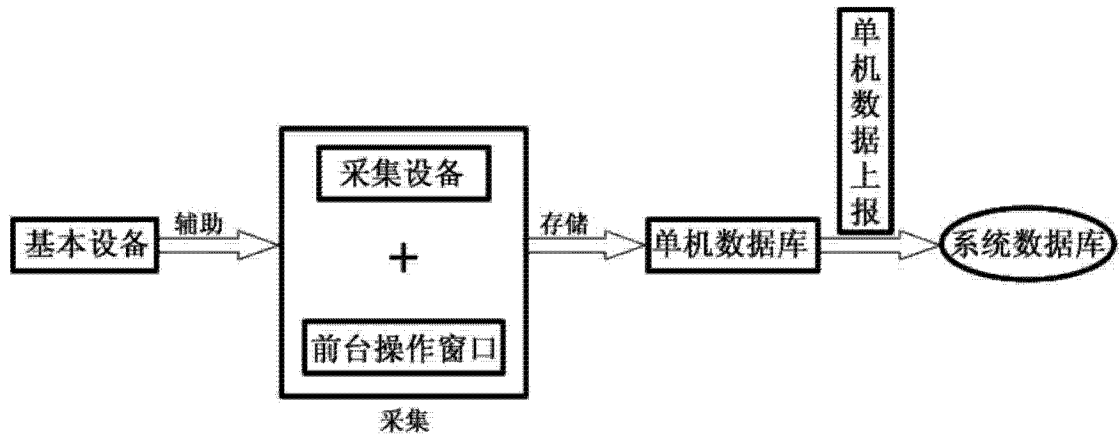 基本设备
辅助
采集设备
+
前台操作窗口
采集
存储
单机数据库
单机数据上报
系统数据库